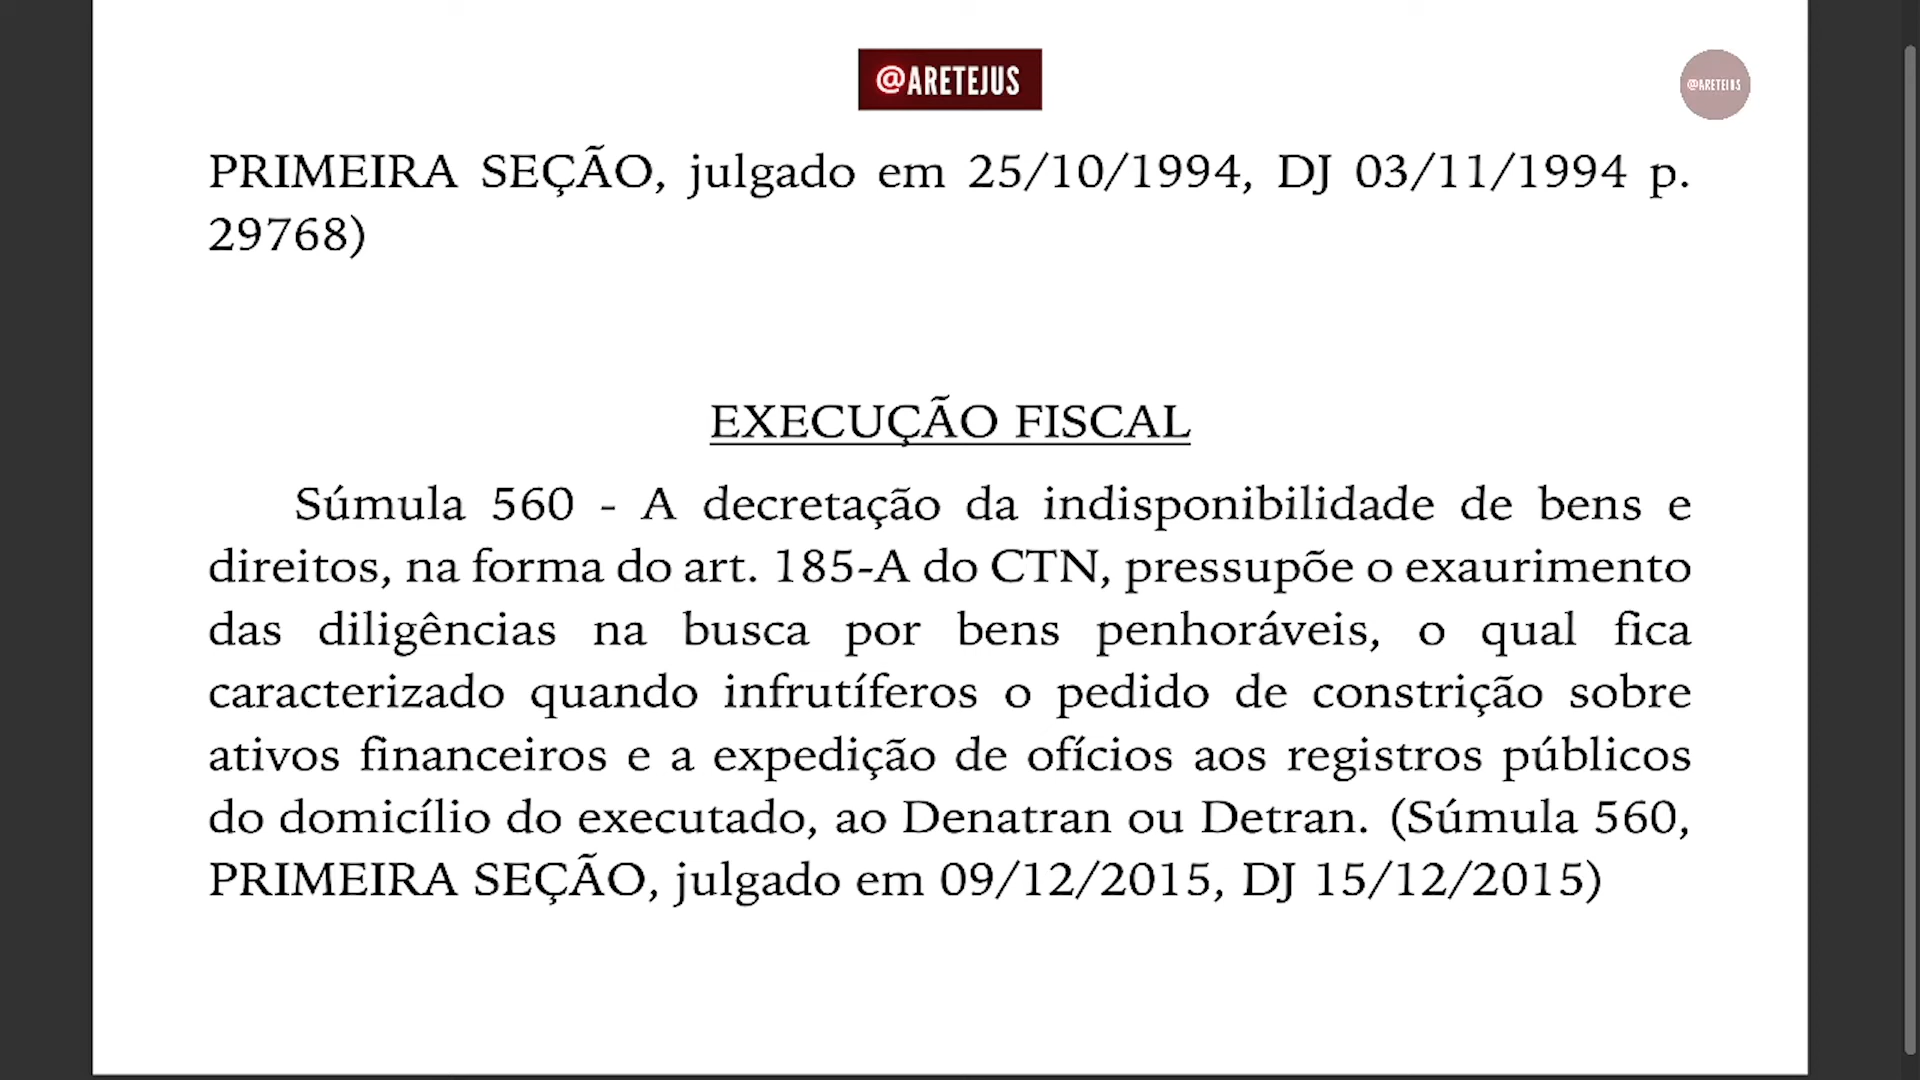 @ARETEJUS
@ARETEJUS
PRIMEIRA SEÇÃO, julgado em 25/10/1994, DJ 03/11/1994 p.
29768)
EXECUÇÃO FISCAL
Súmula 560 - A decretação da indisponibilidade de bens e
direitos, na forma do art. 185-A do CTN, pressupõe o exaurimento
das diligências na busca por bens penhoráveis, o qual fica
caracterizado quando infrutíferos o pedido de constrição sobre
ativos financeiros e a expedição de ofícios aos registros públicos
do domicílio do executado, ao Denatran ou Detran. (Súmula 560,
PRIMEIRA SEÇÃO, julgado em 09/12/2015, DJ 15/12/2015)